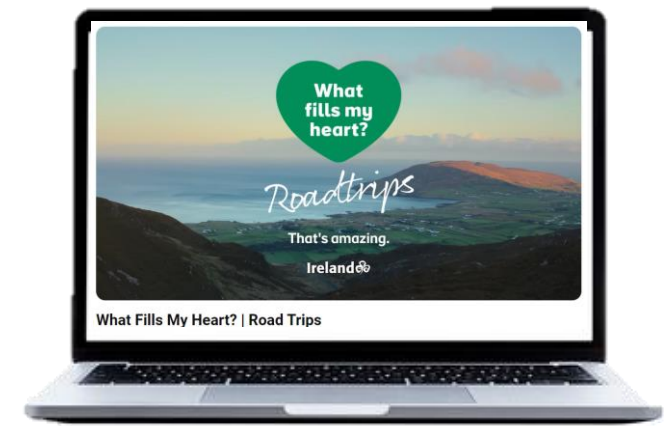 What
fills my
heart?
Roadtrips
That's amazing.
Ireland
What Fills My Heart? | Road Trips